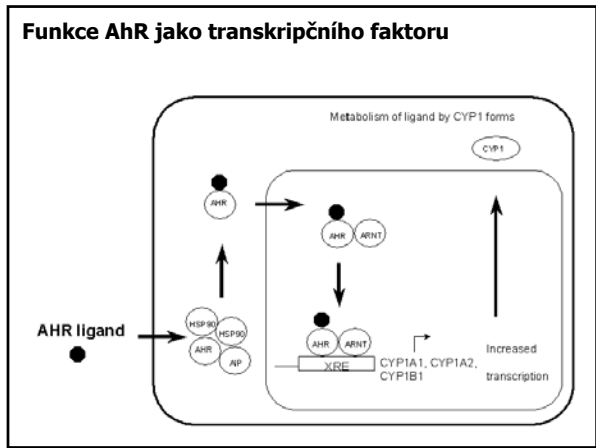 Funkce AhR jako transkripčního faktoru
Metabolism of ligand by CYP1 forms
CYP1
AHR
AHR ARNT
HSP90
HSP90
AHR ligand
AHR
AIP
AHR ARNT
XRE
CYP1A1, CYP1A2,
CYP1B1
Increased
transcription